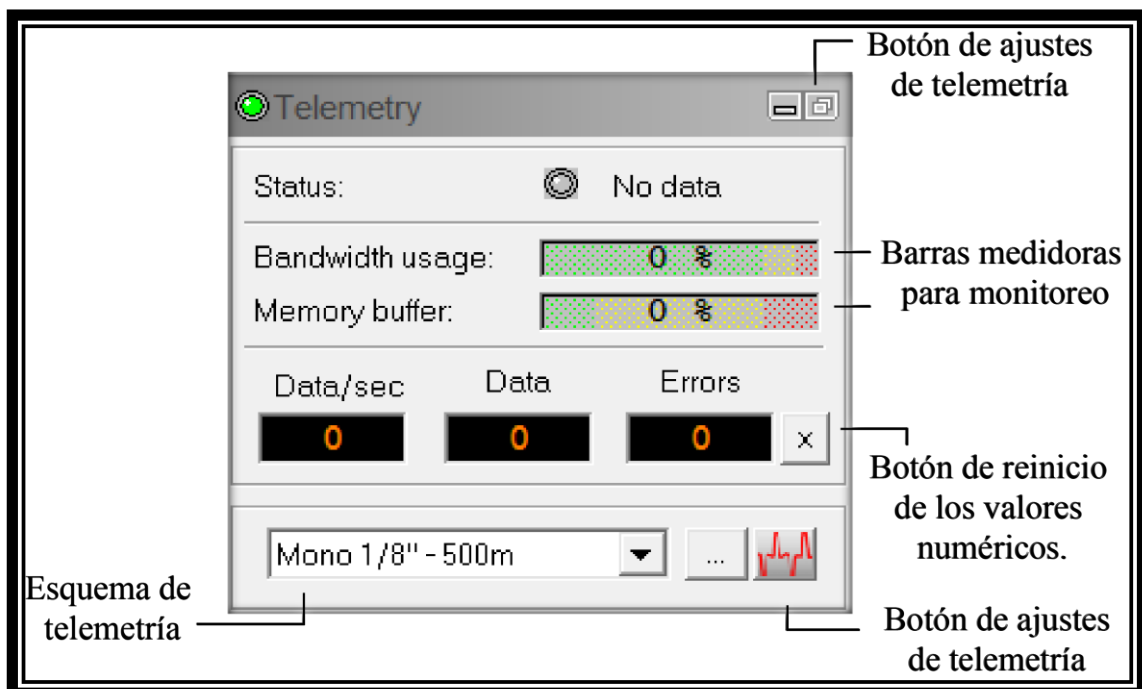 Botón de ajustes
de telemetría
Telemetry
Status: No data
Bandwidth usage: 0 %
Memory buffer: 0 %
Barras medidoras
para monitoreo
Data/sec Data Errors
0 0 0 x
Botón de reinicio
de los valores
numéricos.
Mono 1/8" - 500m ...
Esquema de
telemetría
Botón de ajustes
de telemetría